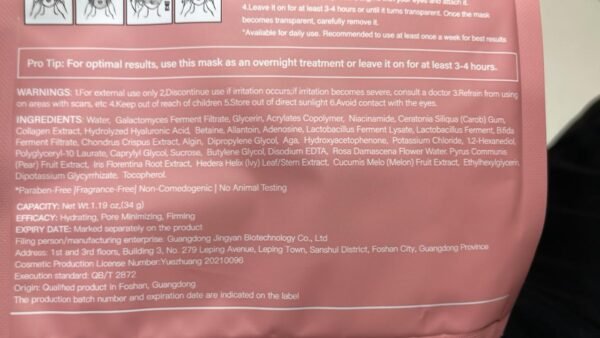 your eyes and attach it.
4.Leave it on for at least 3-4 hours or until it turns transparent. Once the mask
becomes transparent, carefully remove it.
*Available for daily use. Recommended to use at least once a week for best results
Pro Tip: For optimal results, use this mask as an overnight treatment or leave it on for at least 3-4 hours.
WARNINGS: 1.For external use only 2.Discontinue use if irritation occurs,if irritation becomes severe, consult a doctor 3.Refrain from using
on areas with scars, etc 4.Keep out of reach of children 5.Store out of direct sunlight 6.Avoid contact with the eyes.
INGREDIENTS: Water, Galactomyces Ferment Filtrate, Glycerin, Acrylates Copolymer, Niacinamide, Ceratonia Siliqua (Carob) Gum,
Collagen Extract, Hydrolyzed Hyaluronic Acid, Betaine, Allantoin, Adenosine, Lactobacillus Ferment Lysate, Lactobacillus Ferment, Bifida
Ferment Filtrate, Chondrus Crispus Extract, Algin, Dipropylene Glycol, Aga, Hydroxyacetophenone, Potassium Chloride, 1,2-Hexanediol,
Polyglyceryl-10 Laurate, Caprylyl Glycol, Sucrose, Butylene Glycol, Disodium EDTA, Rosa Damascena Flower Water, Pyrus Communis
(Pear) Fruit Extract, Iris Florentina Root Extract, Hedera Helix (Ivy) Leaf/Stem Extract, Cucumis Melo (Melon) Fruit Extract, Ethylhexylglycerin,
Dipotassium Glycyrrhizate, Tocopherol.
*Paraben-Free |Fragrance-Free| Non-Comedogenic | No Animal Testing
CAPACITY: Net Wt.1.19 oz.(34 g)
EFFICACY: Hydrating, Pore Minimizing, Firming
EXPIRY DATE: Marked separately on the product
Filing person/manufacturing enterprise: Guangdong Jingyan Biotechnology Co., Ltd
Address: 1st and 3rd floors, Building 3, No. 279 Leping Avenue, Leping Town, Sanshui District, Foshan City, Guangdong Province
Cosmetic Production License Number:Yuezhuang 20210096
Execution standard: QB/T 2872
Origin: Qualified product in Foshan, Guangdong
The production batch number and expiration date are indicated on the label